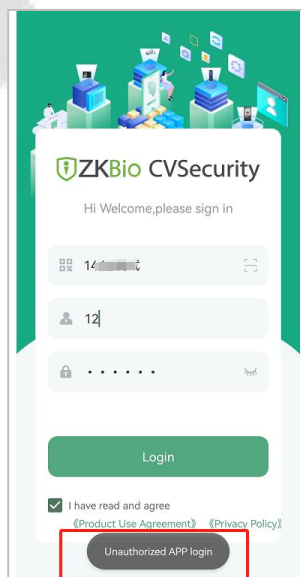 ZKBio CVSecurity
Hi Welcome,please sign in
12
Login
I have read and agree
《Product Use Agreement》 《Privacy Policy》
Unauthorized APP login